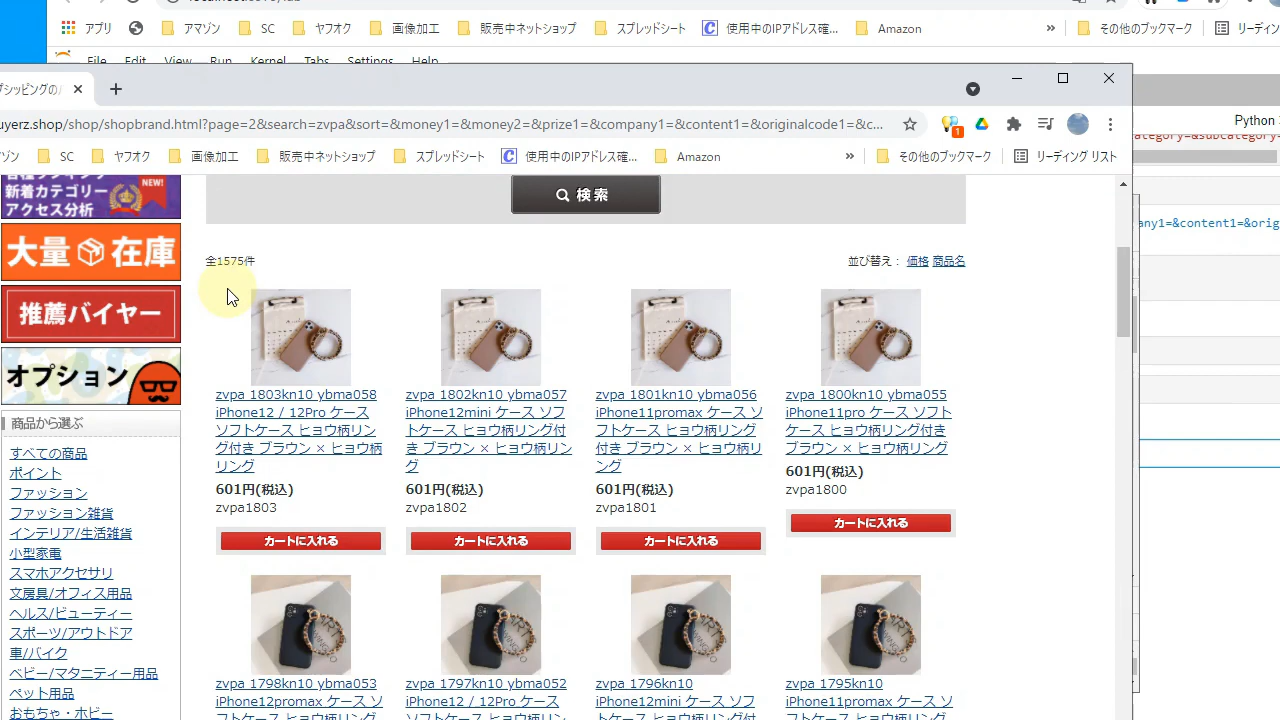 アプリ
アマゾン
SC
ヤフオク
画像加工
販売中ネットショップ
スプレッドシート
使用中のIPアドレス確...
Amazon
»
その他のブックマーク
File Edit View Run Kernel Tabs Settings Help
uyerz.shop/shop/shopbrand.html?page=2&search=zvpa&sort=&money1=&money2=&prize1=&company1=&content1=&originalcode1=&c...
Python
SC
ヤフオク
画像加工
販売中ネットショップ
スプレッドシート
使用中のIPアドレス確...
Amazon
»
その他のブックマーク
リーディング リスト
新着カテゴリー
アクセス分析
NEW!
検索
大量 在庫
推薦バイヤー
オプション
全1575件
並び替え： 価格 商品名
zvpa 1803kn10 ybma058
iPhone12 / 12Pro ケース
ソフトケース ヒョウ柄リン
グ付き ブラウン × ヒョウ柄
リング
601円(税込)
zvpa1803
カートに入れる
zvpa 1802kn10 ybma057
iPhone12mini ケース ソフ
トケース ヒョウ柄リング付
き ブラウン × ヒョウ柄リン
グ
601円(税込)
zvpa1802
カートに入れる
zvpa 1801kn10 ybma056
iPhone11promax ケース ソ
フトケース ヒョウ柄リング
付き ブラウン × ヒョウ柄リ
ング
601円(税込)
zvpa1801
カートに入れる
zvpa 1800kn10 ybma055
iPhone11pro ケース ソフト
ケース ヒョウ柄リング付き
ブラウン × ヒョウ柄リング
601円(税込)
zvpa1800
カートに入れる
商品から選ぶ
すべての商品
ポイント
ファッション
ファッション雑貨
インテリア/生活雑貨
小型家電
スマホアクセサリ
文房具/オフィス用品
ヘルス/ビューティー
スポーツ/アウトドア
車/バイク
ベビー/マタニティー用品
ペット用品
おもちゃ・ホビー
zvpa 1798kn10 ybma053
iPhone12promax ケース ソ
zvpa 1797kn10 ybma052
iPhone12 / 12Pro ケース
zvpa 1796kn10
iPhone12mini ケース ソフ
zvpa 1795kn10
iPhone11promax ケース ソ
ny1=&content1=&orig